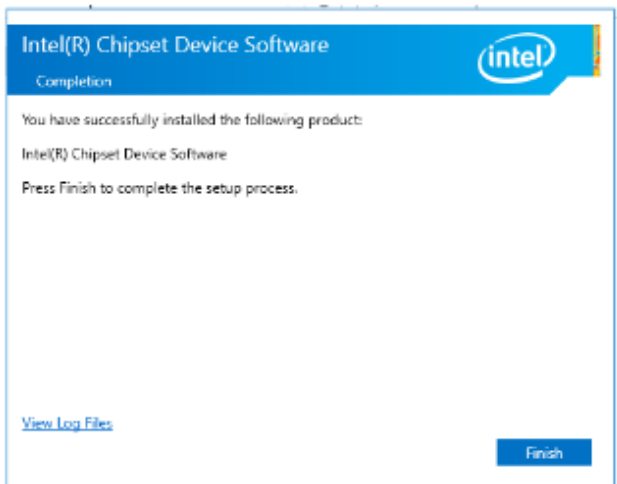 Intel(R) Chipset Device Software
intel
Completion
You have successfully installed the following product:
Intel(R) Chipset Device Software
Press Finish to complete the setup process.
View Log Files
Finish